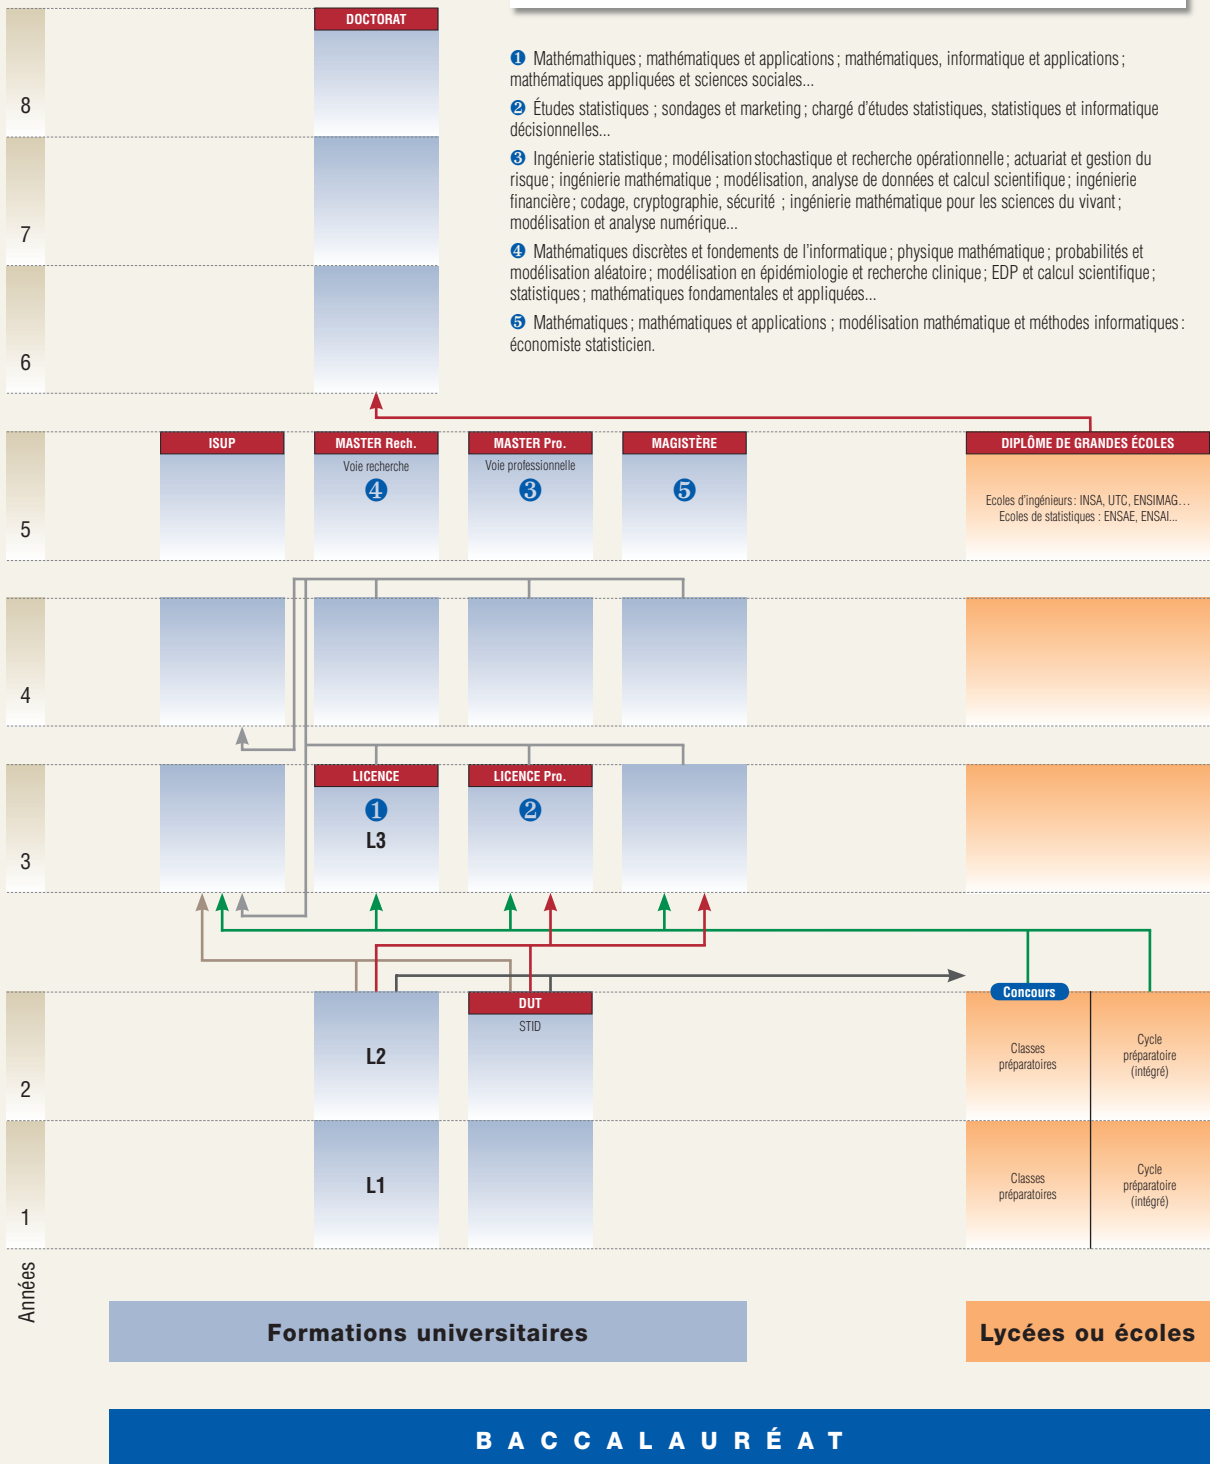 DOCTORAT
❶ Mathémathiques ; mathématiques et applications ; mathématiques, informatique et applications ;
mathématiques appliquées et sciences sociales...
❷ Études statistiques ; sondages et marketing ; chargé d'études statistiques, statistiques et informatique
décisionnelles...
❸ Ingénierie statistique ; modélisation stochastique et recherche opérationnelle ; actuariat et gestion du
risque ; ingénierie mathématique ; modélisation, analyse de données et calcul scientifique ; ingénierie
financière ; codage, cryptographie, sécurité ; ingénierie mathématique pour les sciences du vivant ;
modélisation et analyse numérique...
❹ Mathématiques discrètes et fondements de l'informatique ; physique mathématique ; probabilités et
modélisation aléatoire ; modélisation en épidémiologie et recherche clinique ; EDP et calcul scientifique ;
statistiques ; mathématiques fondamentales et appliquées...
❺ Mathématiques ; mathématiques et applications ; modélisation mathématique et méthodes informatiques :
économiste statisticien.
8
7
6
ISUP
MASTER Rech.
Voie recherche
❹
MASTER Pro.
Voie professionnelle
❸
MAGISTÈRE
❺
DIPLÔME DE GRANDES ÉCOLES
Ecoles d'ingénieurs : INSA, UTC, ENSIMAG...
Ecoles de statistiques : ENSAE, ENSAI...
5
4
LICENCE
❶
L3
LICENCE Pro.
❷
3
DUT
STID
L2
Concours
Classes
préparatoires
Cycle
préparatoire
(intégré)
2
L1
Classes
préparatoires
Cycle
préparatoire
(intégré)
1
Années
Formations universitaires
Lycées ou écoles
BACCALAURÉAT